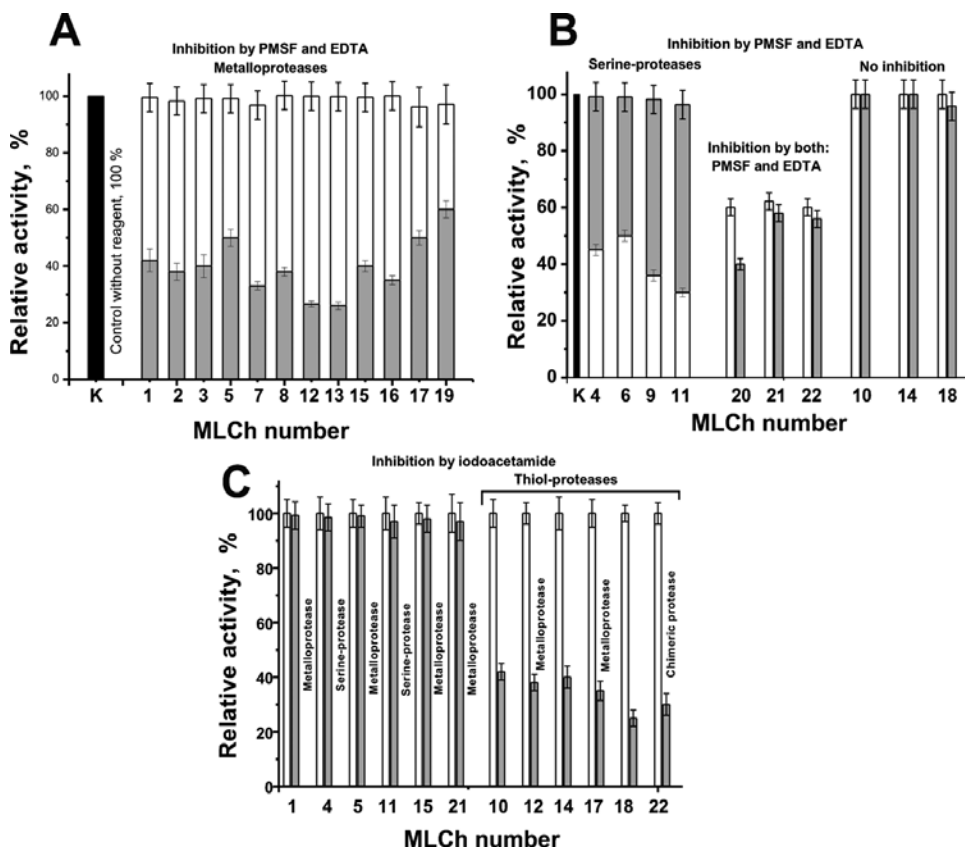 A
Inhibition by PMSF and EDTA
Metalloproteases
Relative activity, %
100
80
60
40
20
0
Control without reagent, 100 %
K 1 2 3 5 7 8 12 13 15 16 17 19
MLCh number
B
Inhibition by PMSF and EDTA
Serine-proteases
No inhibition
Inhibition by both:
PMSF and EDTA
Relative activity, %
100
80
60
40
20
0
K 4 6 9 11 20 21 22 10 14 18
MLCh number
C
Inhibition by iodoacetamide
Thiol-proteases
Relative activity, %
100
80
60
40
20
0
Metalloprotease
Serine-protease
Metalloprotease
Serine-protease
Metalloprotease
Metalloprotease
Metalloprotease
Metalloprotease
Chimeric protease
1 4 5 11 15 21 10 12 14 17 18 22
MLCh number